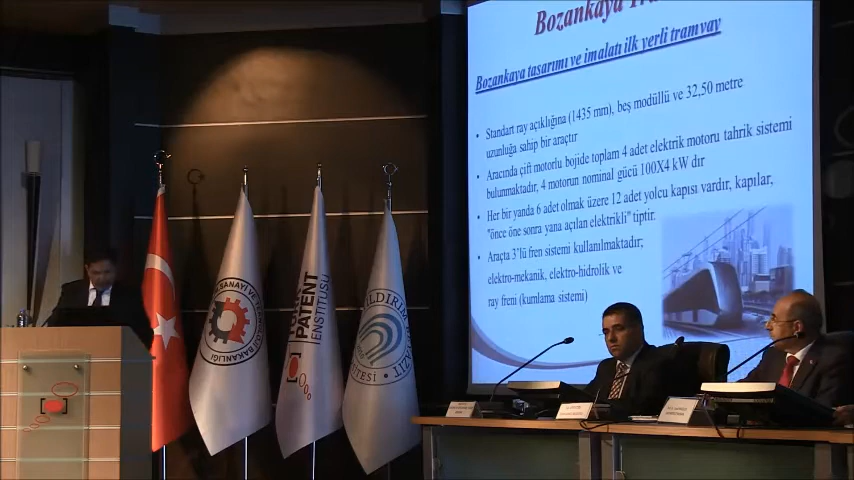 Bozankaya
Bozankaya tasarımı ve imalatı ilk yerli tramvay
• Standart ray açıklığına (1435 mm), beş modüllü ve 32,50 metre
uzunluğa sahip bir araçtır
• Aracında çift motorlu bojide toplam 4 adet elektrik motoru tahrik sistemi
bulunmaktadır, 4 motorun nominal gücü 100X4 kW dır
• Her bir yanda 6 adet olmak üzere 12 adet yolcu kapısı vardır, kapılar,
"önce öne sonra yana açılan elektrikli" tiptir.
• Araçta 3'lü fren sistemi kullanılmaktadır,
elektro-mekanik, elektro-hidrolik ve
ray freni (kumlama sistemi)
PATENT
ENSTİTÜSÜ
YILDIRIM BEYAZIT